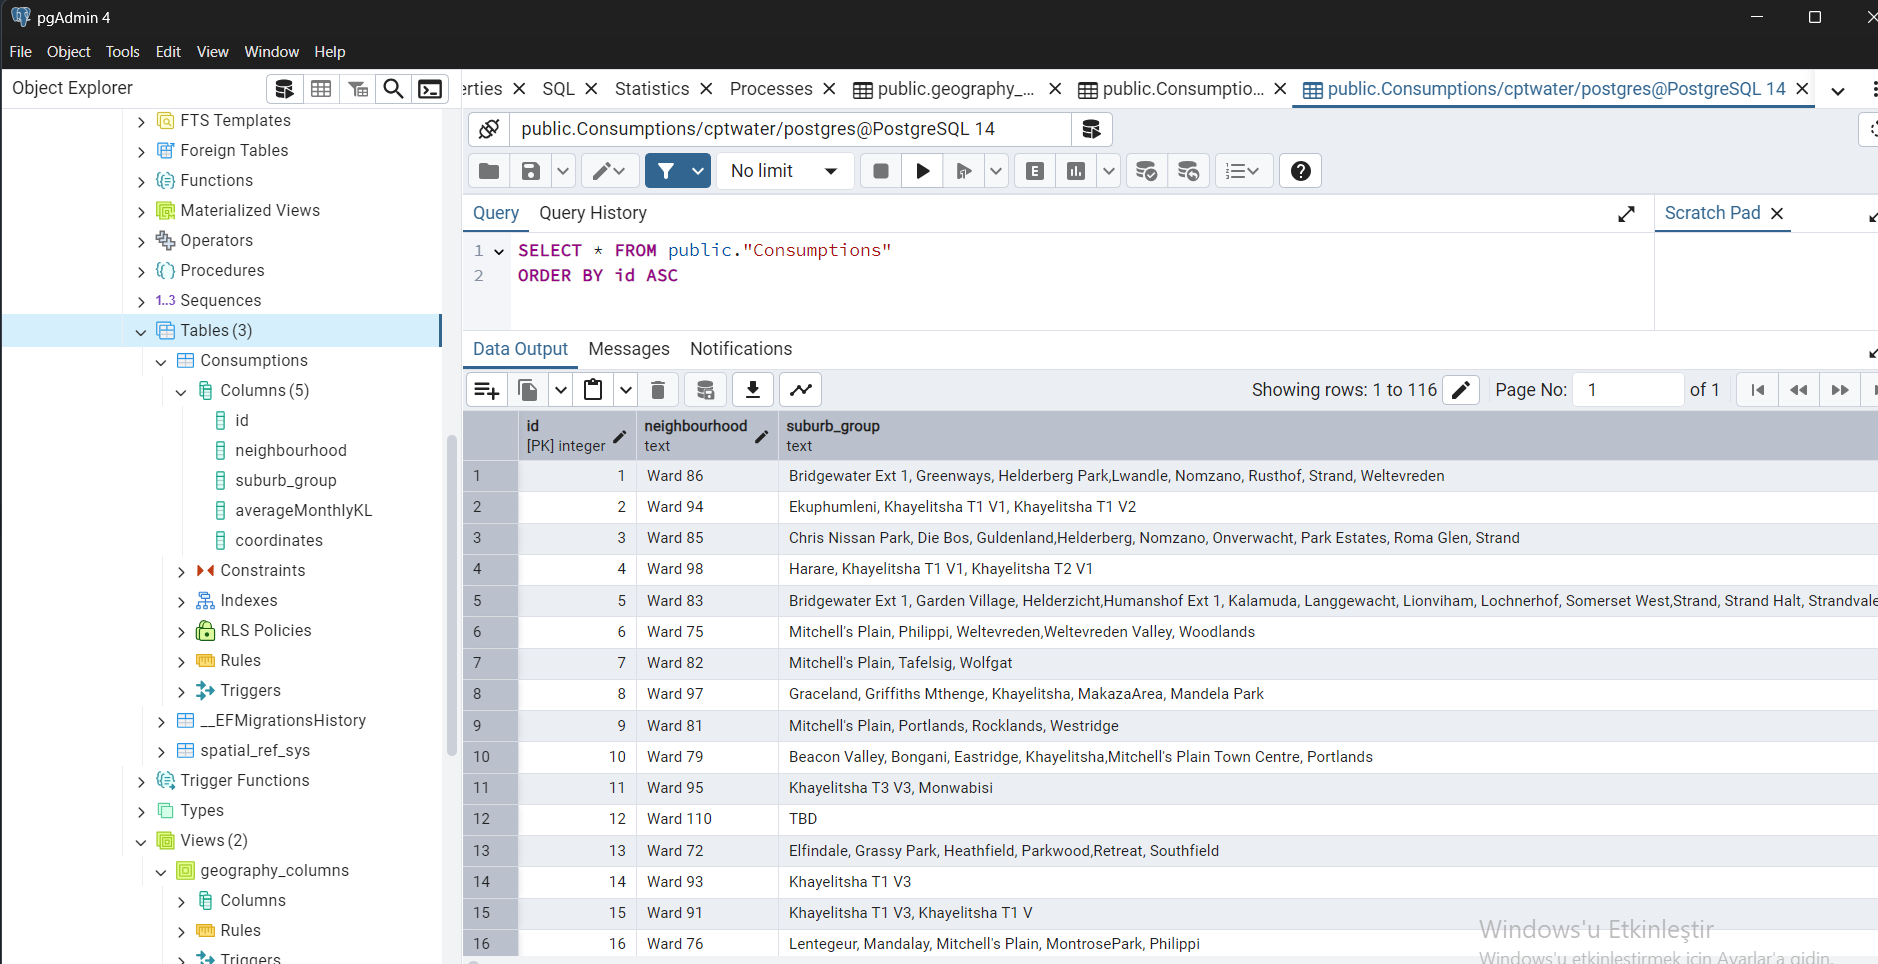 pgAdmin 4
File Object Tools Edit View Window Help
Object Explorer
erties SQL Statistics Processes public.geography_... public.Consumptio... public.Consumptions/cptwater/postgres@PostgreSQL 14
public.Consumptions/cptwater/postgres@PostgreSQL 14
No limit
E
Query Query History
Scratch Pad
1 SELECT * FROM public."Consumptions"
2 ORDER BY id ASC
FTS Templates
Foreign Tables
Functions
Materialized Views
Operators
Procedures
1..3 Sequences
Tables (3)
Consumptions
Columns (5)
id
neighbourhood
suburb_group
averageMonthlyKL
coordinates
Constraints
Indexes
RLS Policies
Rules
Triggers
__EFMigrationsHistory
spatial_ref_sys
Trigger Functions
Types
Views (2)
geography_columns
Columns
Rules
Triggers
Data Output Messages Notifications
Showing rows: 1 to 116 Page No: 1 of 1
id neighbourhood suburb_group
[PK] integer text text
1 1 Ward 86 Bridgewater Ext 1, Greenways, Helderberg Park,Lwandle, Nomzano, Rusthof, Strand, Weltevreden
2 2 Ward 94 Ekuphumleni, Khayelitsha T1 V1, Khayelitsha T1 V2
3 3 Ward 85 Chris Nissan Park, Die Bos, Guldenland,Helderberg, Nomzano, Onverwacht, Park Estates, Roma Glen, Strand
4 4 Ward 98 Harare, Khayelitsha T1 V1, Khayelitsha T2 V1
5 5 Ward 83 Bridgewater Ext 1, Garden Village, Helderzicht,Humanshof Ext 1, Kalamuda, Langgewacht, Lionviham, Lochnerhof, Somerset West,Strand, Strand Halt, Strandvale
6 6 Ward 75 Mitchell's Plain, Philippi, Weltevreden,Weltevreden Valley, Woodlands
7 7 Ward 82 Mitchell's Plain, Tafelsig, Wolfgat
8 8 Ward 97 Graceland, Griffiths Mthenge, Khayelitsha, MakazaArea, Mandela Park
9 9 Ward 81 Mitchell's Plain, Portlands, Rocklands, Westridge
10 10 Ward 79 Beacon Valley, Bongani, Eastridge, Khayelitsha,Mitchell's Plain Town Centre, Portlands
11 11 Ward 95 Khayelitsha T3 V3, Monwabisi
12 12 Ward 110 TBD
13 13 Ward 72 Elfindale, Grassy Park, Heathfield, Parkwood,Retreat, Southfield
14 14 Ward 93 Khayelitsha T1 V3
15 15 Ward 91 Khayelitsha T1 V3, Khayelitsha T1 V
16 16 Ward 76 Lentegeur, Mandalay, Mitchell's Plain, MontrosePark, Philippi
Windows'u Etkinleştir
Windows'u etkinleştirmek için Ayarlar'a gidin.